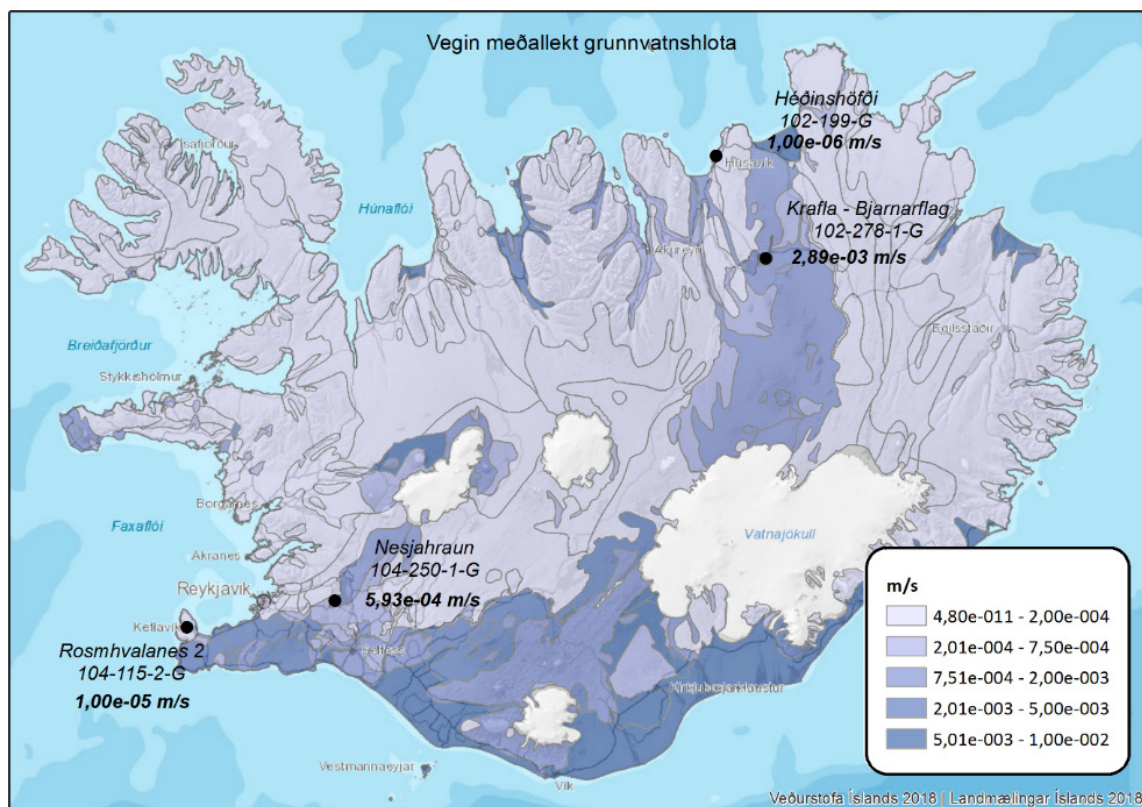 Vegin meðallekt grunnvatnshlota
Héðinshöfði
102-199-G
1,00e-06 m/s
Ísafjörður
Húsavík
Húnaflói
Krafla - Bjarnarflag
102-278-1-G
2,89e-03 m/s
Akureyri
Egilsstaðir
Breiðafjörður
Stykkishólmur
Borgarnes
Faxaflói
Vatnajökull
Akranes
Nesjahraun
104-250-1-G
5,93e-04 m/s
Reykjavík
Keflavík
Rosmhvalanes 2
104-115-2-G
1,00e-05 m/s
Selfoss
Kirkjubæjarklaustur
Vestmannaeyjar
Vík
m/s
4,80e-011 - 2,00e-004
2,01e-004 - 7,50e-004
7,51e-004 - 2,00e-003
2,01e-003 - 5,00e-003
5,01e-003 - 1,00e-002
Veðurstofa Íslands 2018 | Landmælingar Íslands 2018